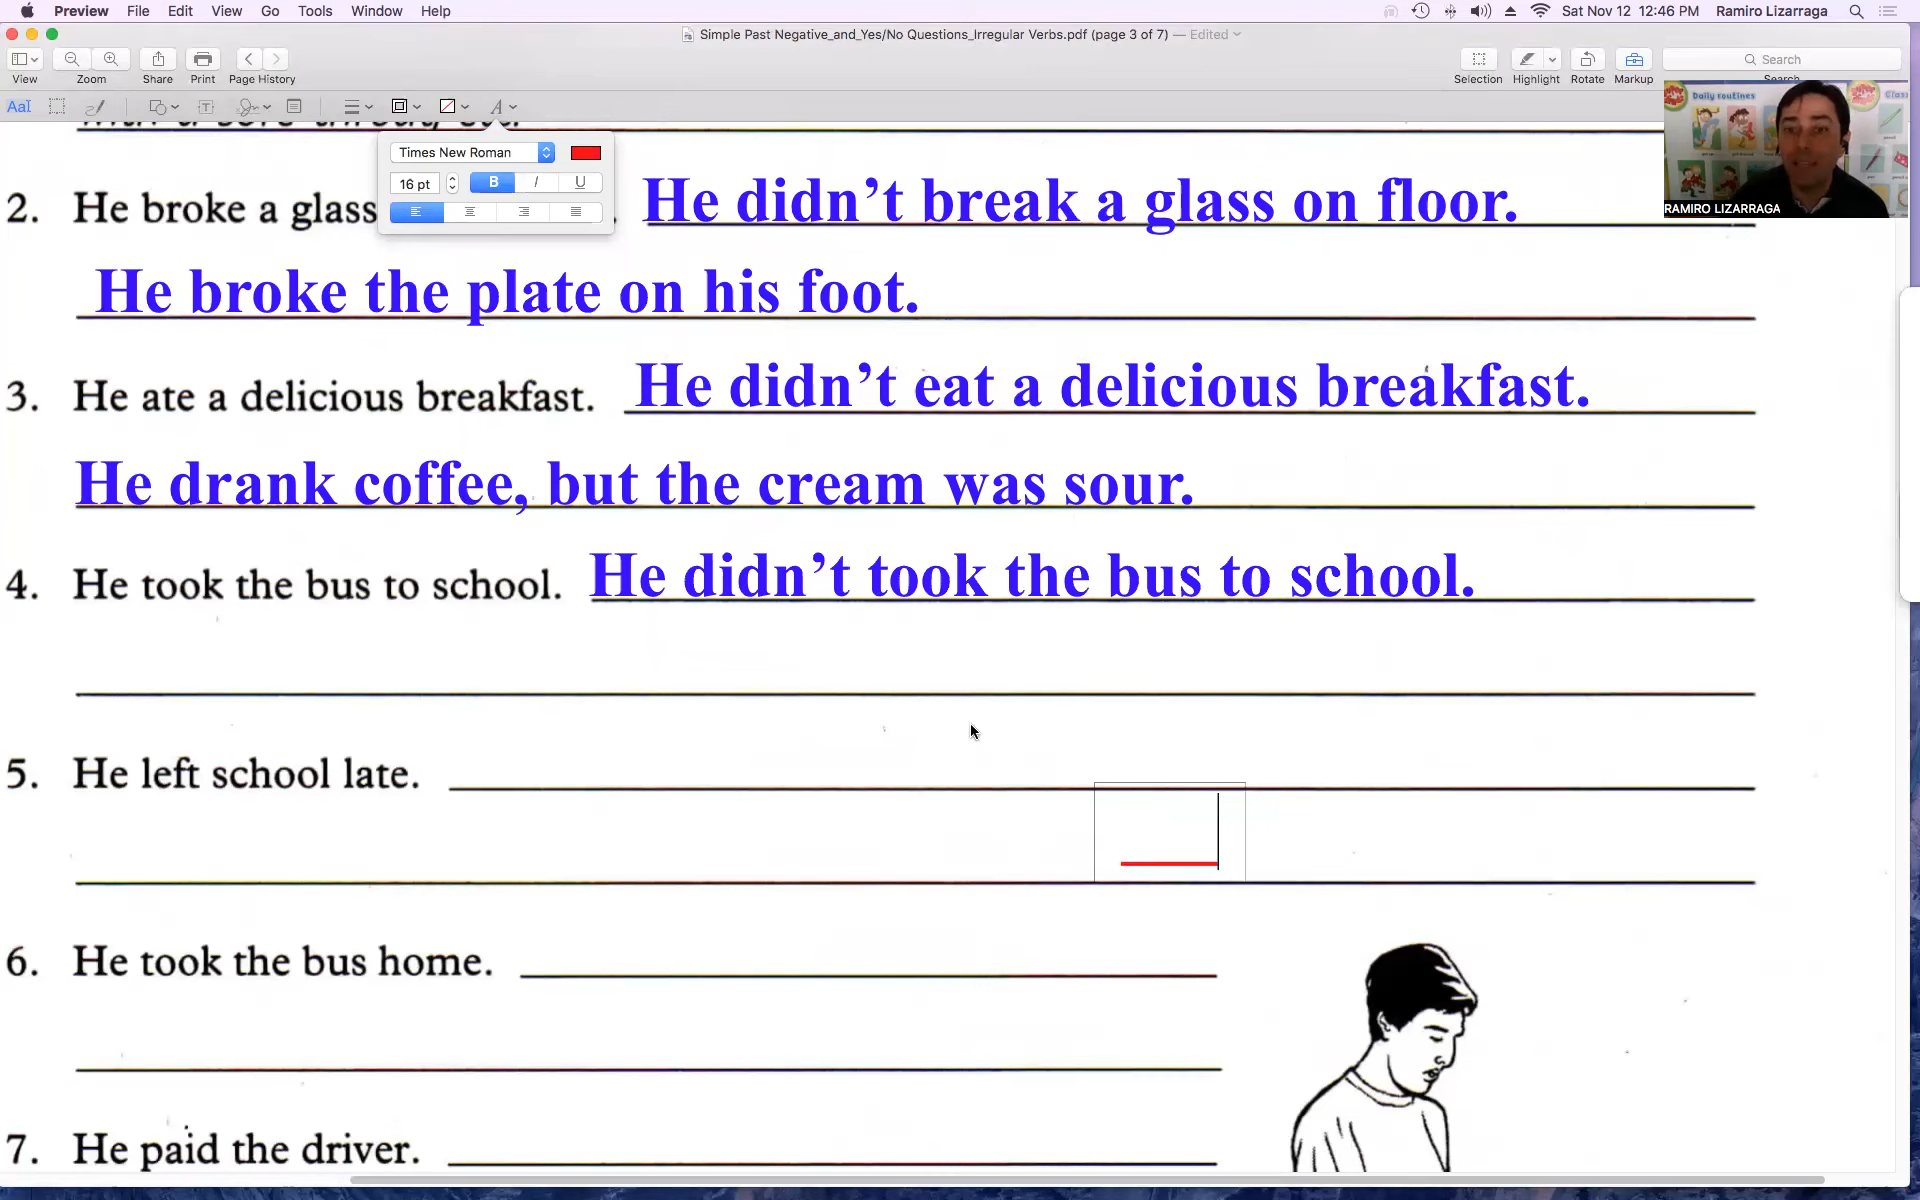 Preview File Edit View Go Tools Window Help Sat Nov 12 12:46 PM Ramiro Lizarraga
Simple Past Negative_and_Yes/No Questions_Irregular Verbs.pdf (page 3 of 7) — Edited
View Zoom Share Print Page History Selection Highlight Rotate Markup Search
Search
AaI A
Times New Roman
16 pt B I U
Daily routines
RAMIRO LIZARRAGA
2. He broke a glass . He didn’t break a glass on floor.
He broke the plate on his foot.
3. He ate a delicious breakfast. He didn’t eat a delicious breakfast.
He drank coffee, but the cream was sour.
4. He took the bus to school. He didn’t took the bus to school.
5. He left school late.
6. He took the bus home.
7. He paid the driver.